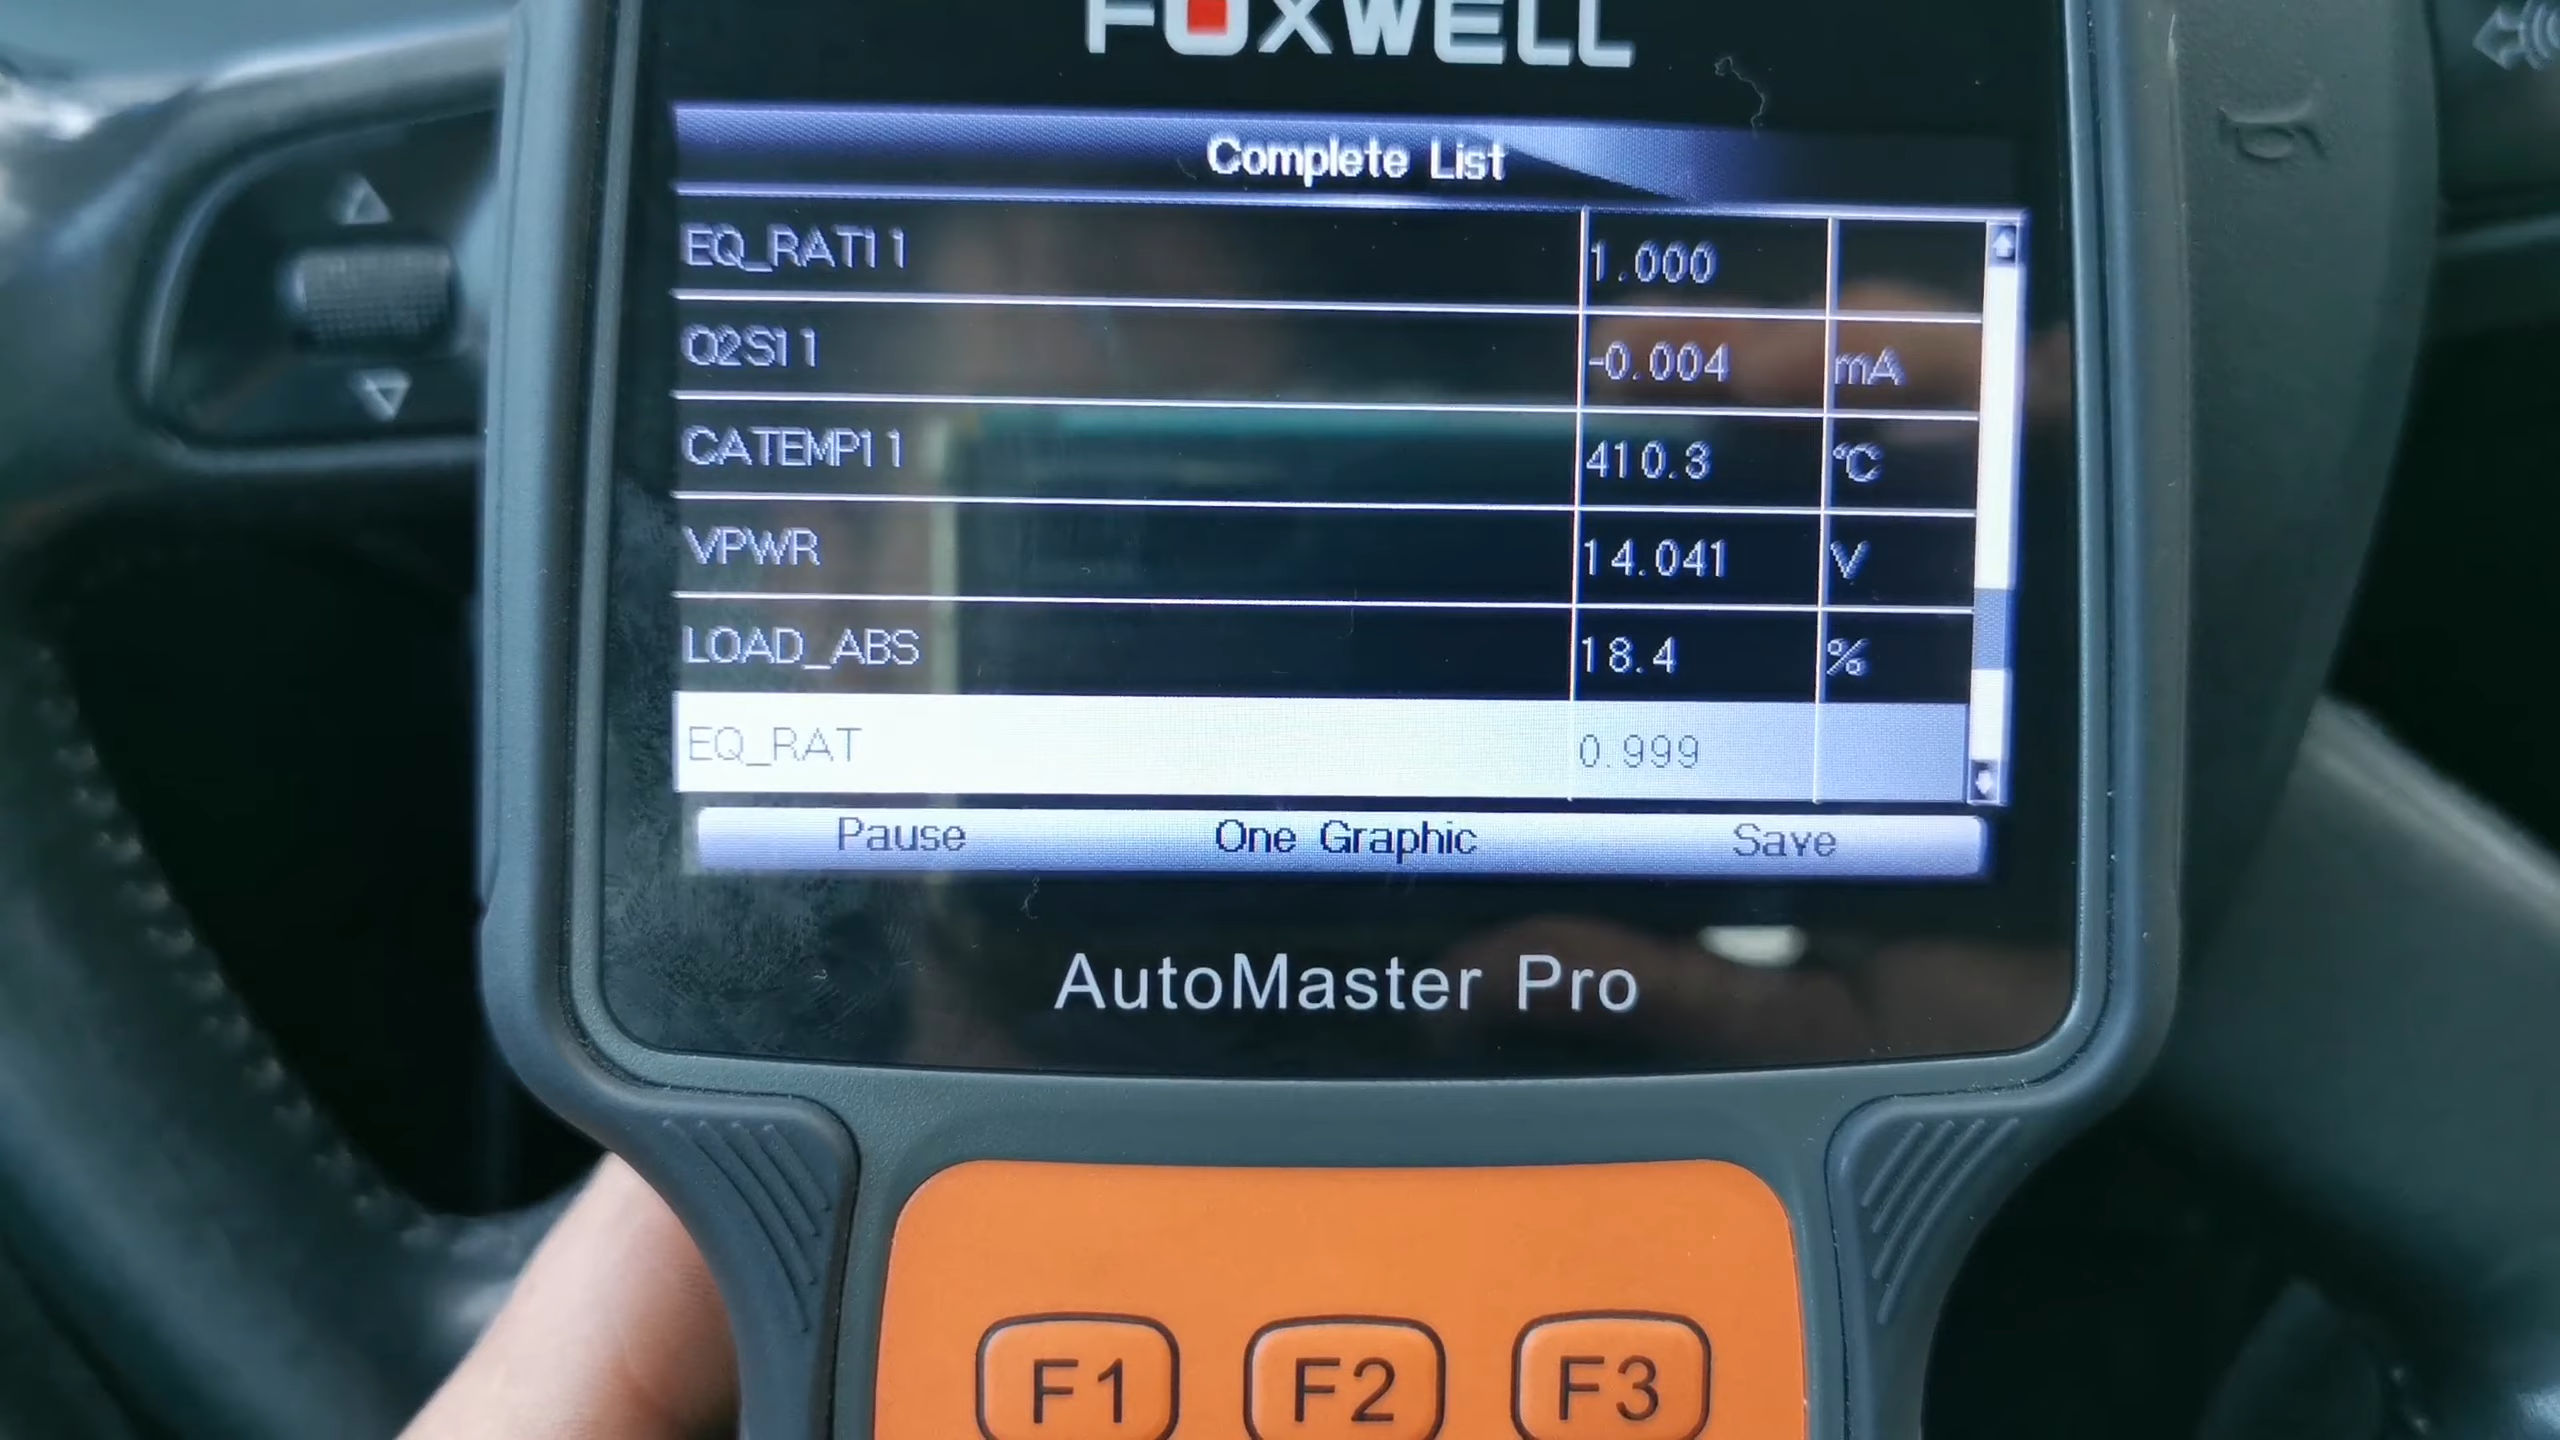 FOXWELL
Complete List
EQ_RAT11 1.000
O2S11 -0.004 mA
CATEMP11 410.3 °C
VPWR 14.041 V
LOAD_ABS 18.4 %
EQ_RAT 0.999
Pause One Graphic Save
AutoMaster Pro
F1 F2 F3